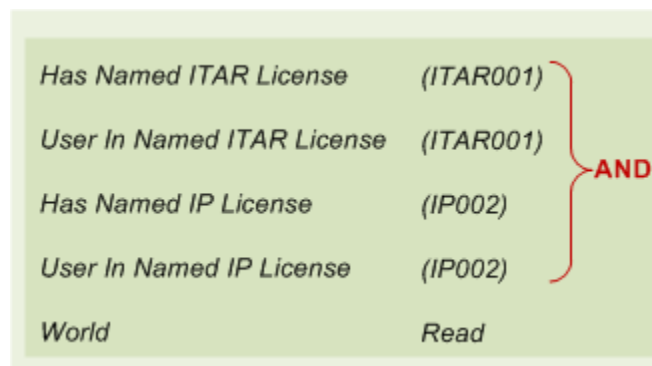 Has Named ITAR License (ITAR001)
User In Named ITAR License (ITAR001)
AND
Has Named IP License (IP002)
User In Named IP License (IP002)
World Read